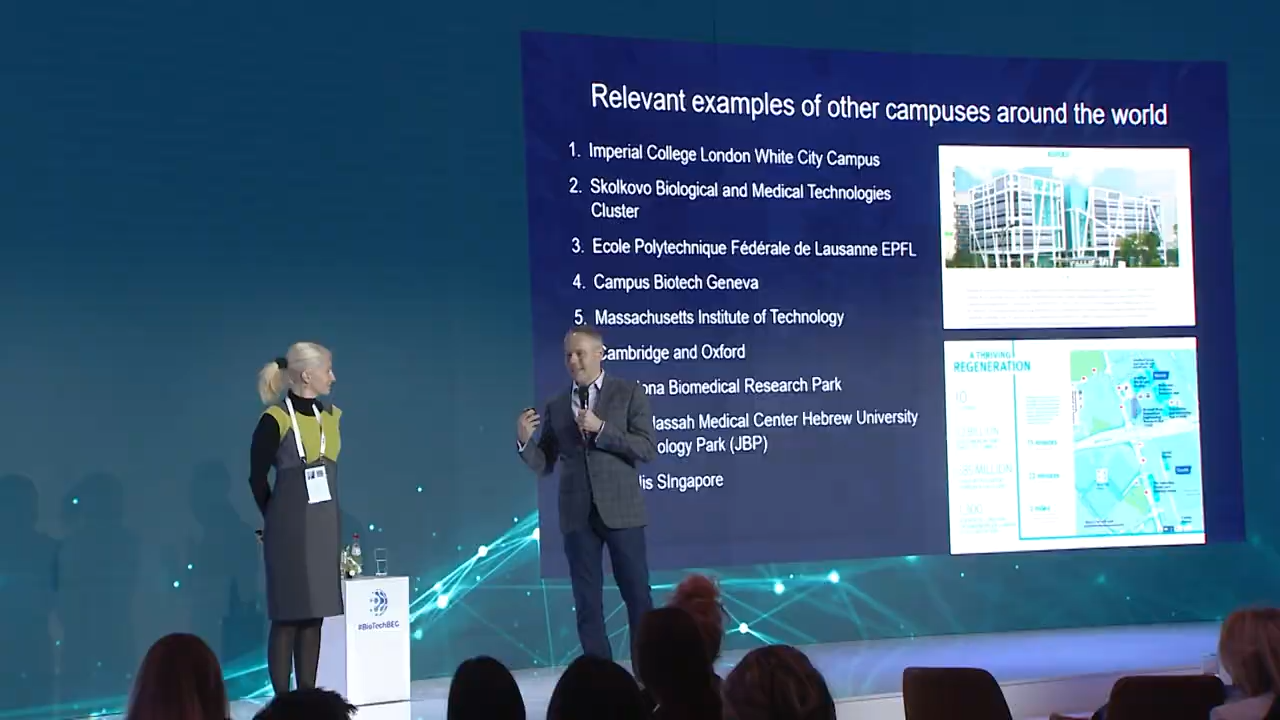 Relevant examples of other campuses around the world
1. Imperial College London White City Campus
2. Skolkovo Biological and Medical Technologies
Cluster
3. Ecole Polytechnique Fédérale de Lausanne EPFL
4. Campus Biotech Geneva
5. Massachusetts Institute of Technology
Cambridge and Oxford
Biomedical Research Park
Medical Center Hebrew University
Park (JBP)
SIngapore
A THRIVING
REGENERATION
#BioTechBEG